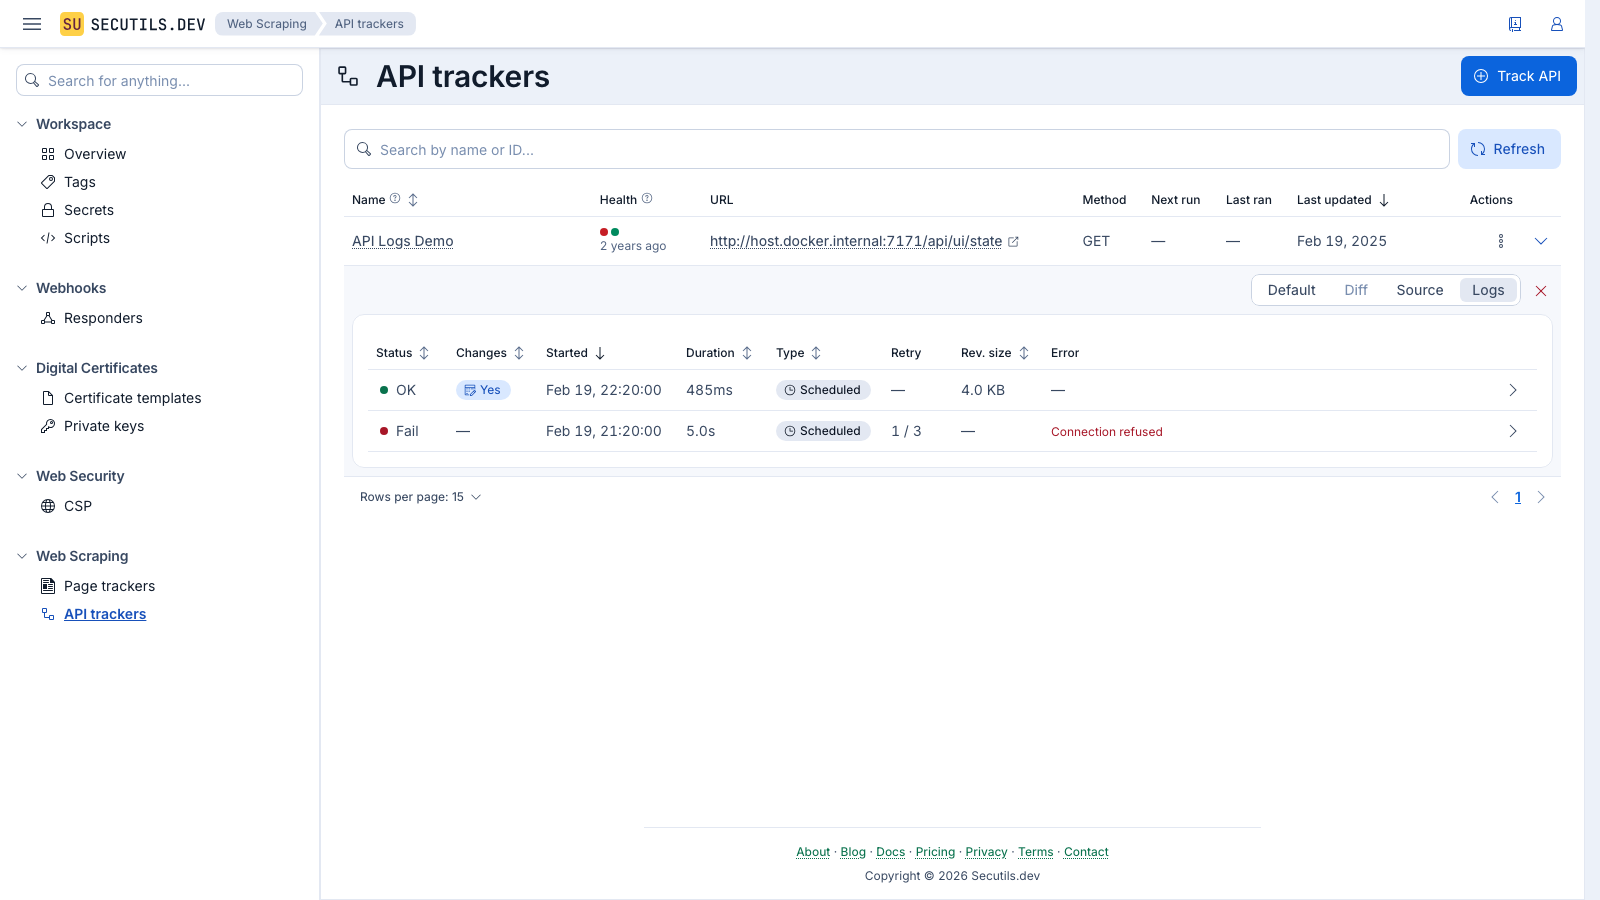 SU SECUTILS.DEV Web Scraping API trackers
Search for anything...
Workspace
Overview
Tags
Secrets
Scripts
Webhooks
Responders
Digital Certificates
Certificate templates
Private keys
Web Security
CSP
Web Scraping
Page trackers
API trackers
API trackers
Track API
Search by name or ID...
Refresh
Name Health URL Method Next run Last ran Last updated Actions
API Logs Demo 2 years ago http://host.docker.internal:7171/api/ui/state GET — — Feb 19, 2025
Default Diff Source Logs
Status Changes Started Duration Type Retry Rev. size Error
OK Yes Feb 19, 22:20:00 485ms Scheduled — 4.0 KB —
Fail — Feb 19, 21:20:00 5.0s Scheduled 1 / 3 — Connection refused
Rows per page: 15
1
About · Blog · Docs · Pricing · Privacy · Terms · Contact
Copyright © 2026 Secutils.dev